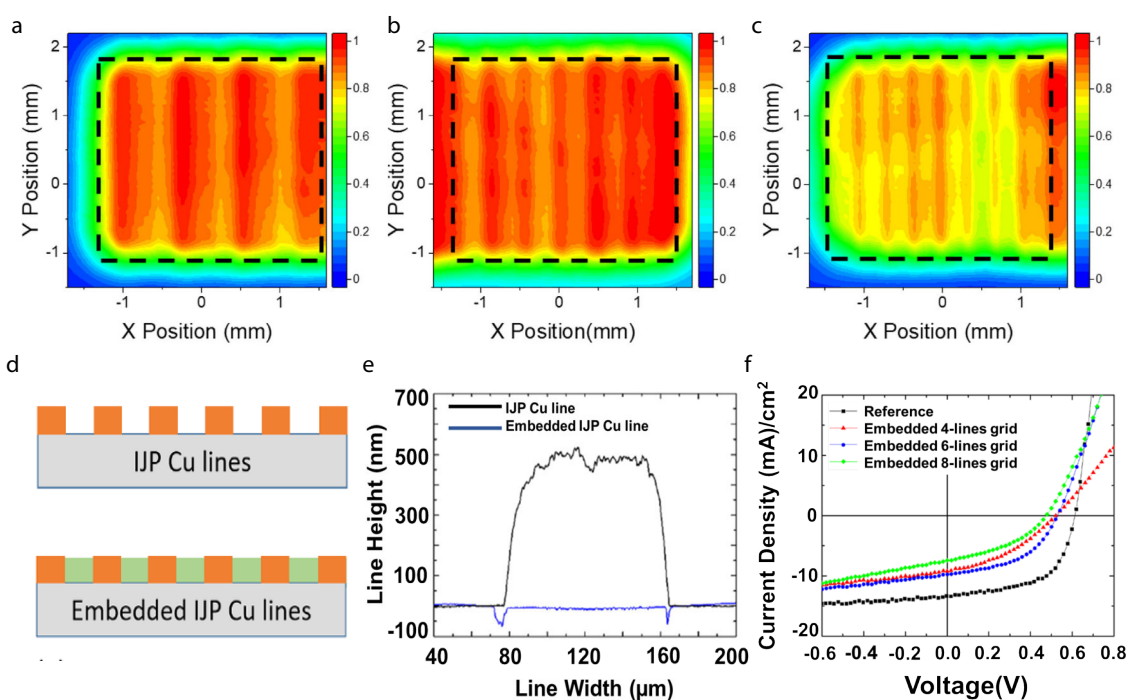 a
b
c
2
1
0
-1
Y Position (mm)
-1
0
1
X Position (mm)
1
0.8
0.6
0.4
0.2
0
2
1
0
-1
Y Position (mm)
-1
0
1
X Position(mm)
1
0.8
0.6
0.4
0.2
0
2
1
0
-1
Y Position (mm)
-1
0
1
X Position (mm)
1
0.8
0.6
0.4
0.2
0
d
IJP Cu lines
Embedded IJP Cu lines
e
700
500
300
100
-100
Line Height (nm)
IJP Cu line
Embedded IJP Cu line
40
80
120
160
200
Line Width (µm)
f
20
10
0
-10
-20
Current Density (mA)/cm²
Reference
Embedded 4-lines grid
Embedded 6-lines grid
Embedded 8-lines grid
-0.6
-0.4
-0.2
0.0
0.2
0.4
0.6
0.8
Voltage(V)